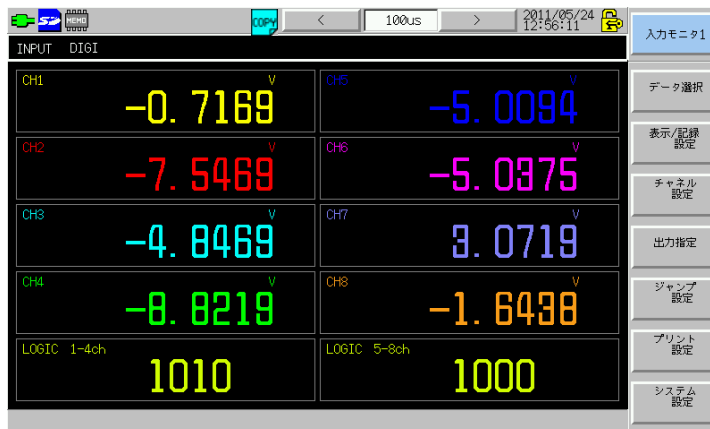 SD
MEMO
COPY
<
100us
>
2011/05/24
12:56:11
入力モニタ1
INPUT DIGI
CH1 V
-0.7169
CH5 V
-5.0094
CH2 V
-7.5469
CH6 V
-5.0375
CH3 V
-4.8469
CH7 V
3.0719
CH4 V
-8.8219
CH8 V
-1.6438
LOGIC 1-4ch
1010
LOGIC 5-8ch
1000
データ選択
表示/記録
設定
チャネル
設定
出力指定
ジャンプ
設定
プリント
設定
システム
設定